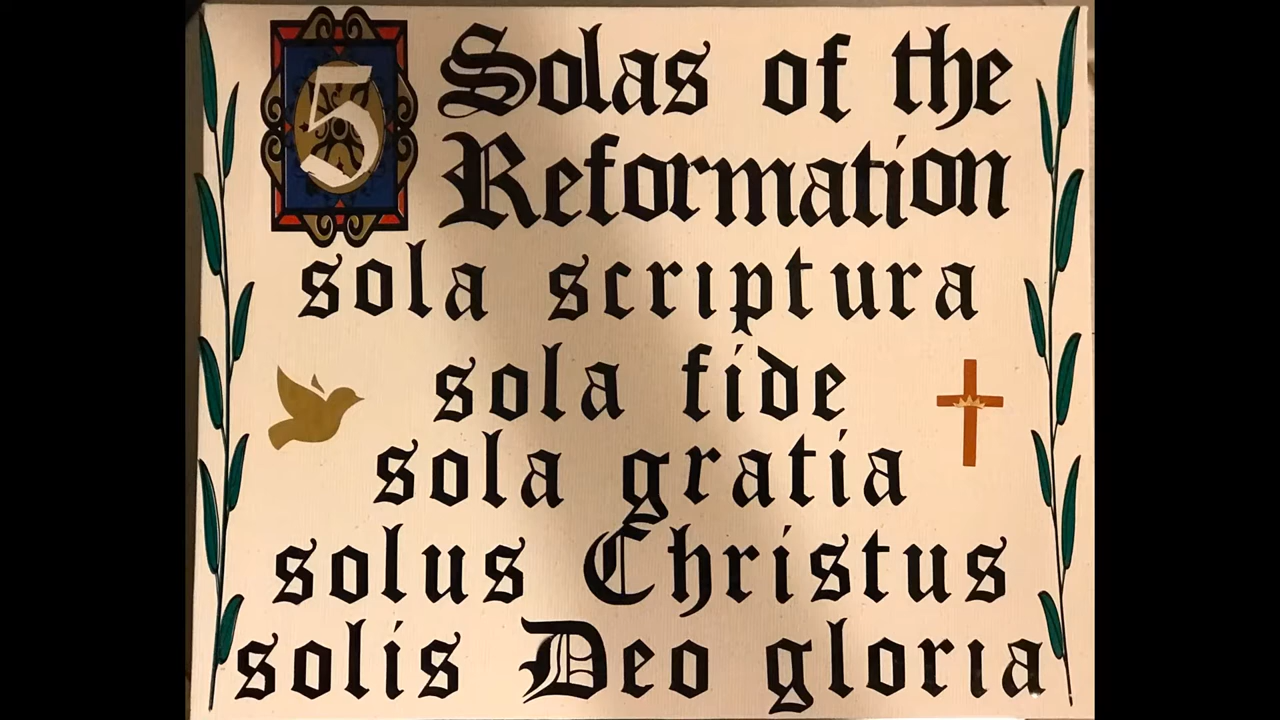 5 Solas of the
Reformation
sola scriptura
sola fide
sola gratia
solus Christus
solis Deo gloria